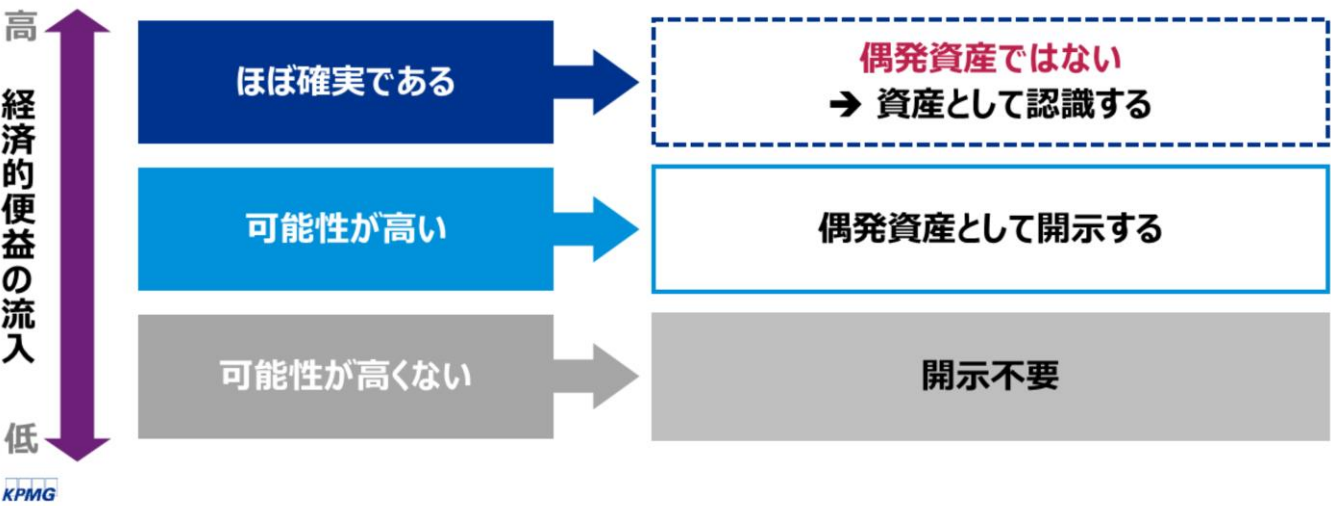 高
経済的便益の流入
低
ほぼ確実である
偶発資産ではない
➔ 資産として認識する
可能性が高い
偶発資産として開示する
可能性が高くない
開示不要
KPMG